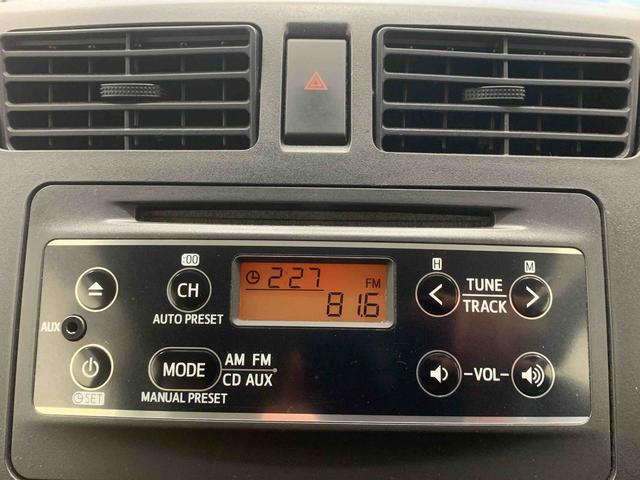 :00
H
M
CH
2:27
FM
81.6
TUNE
TRACK
AUTO PRESET
AUX
MODE
AM FM
CD AUX
-VOL-
SET
MANUAL PRESET